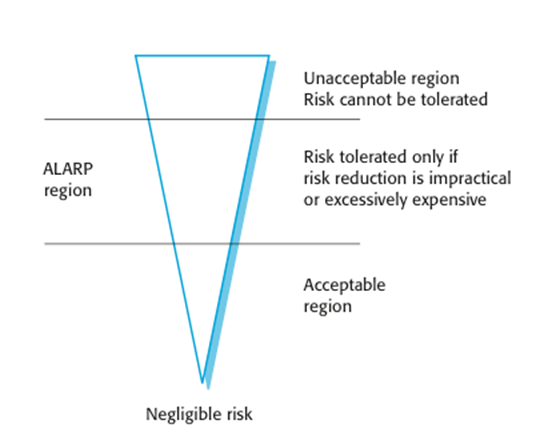 Unacceptable region
Risk cannot be tolerated
ALARP
region
Risk tolerated only if
risk reduction is impractical
or excessively expensive
Acceptable
region
Negligible risk